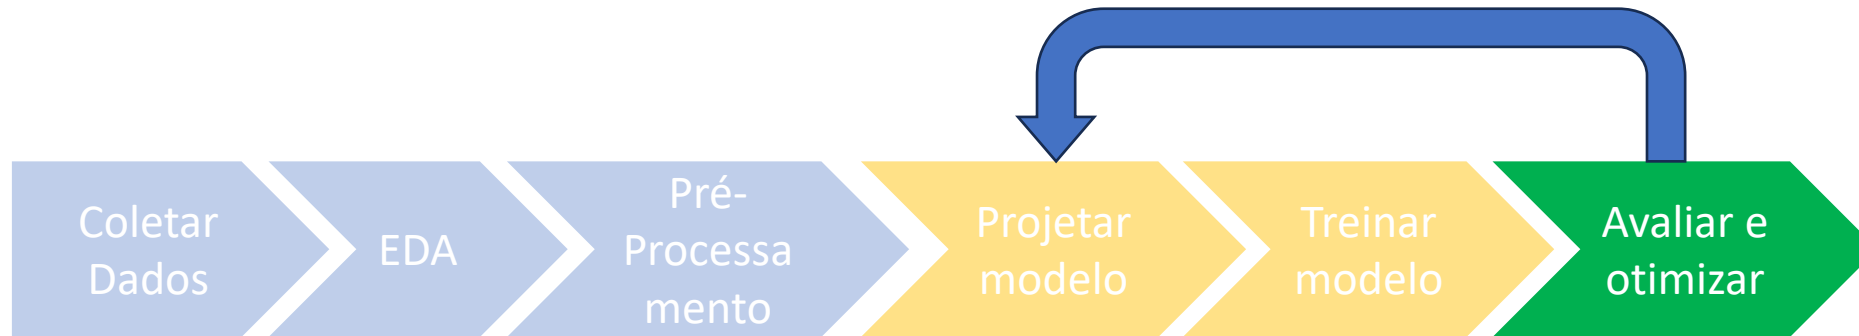 Coletar
Dados
EDA
Pré-
Processa
mento
Projetar
modelo
Treinar
modelo
Avaliar e
otimizar